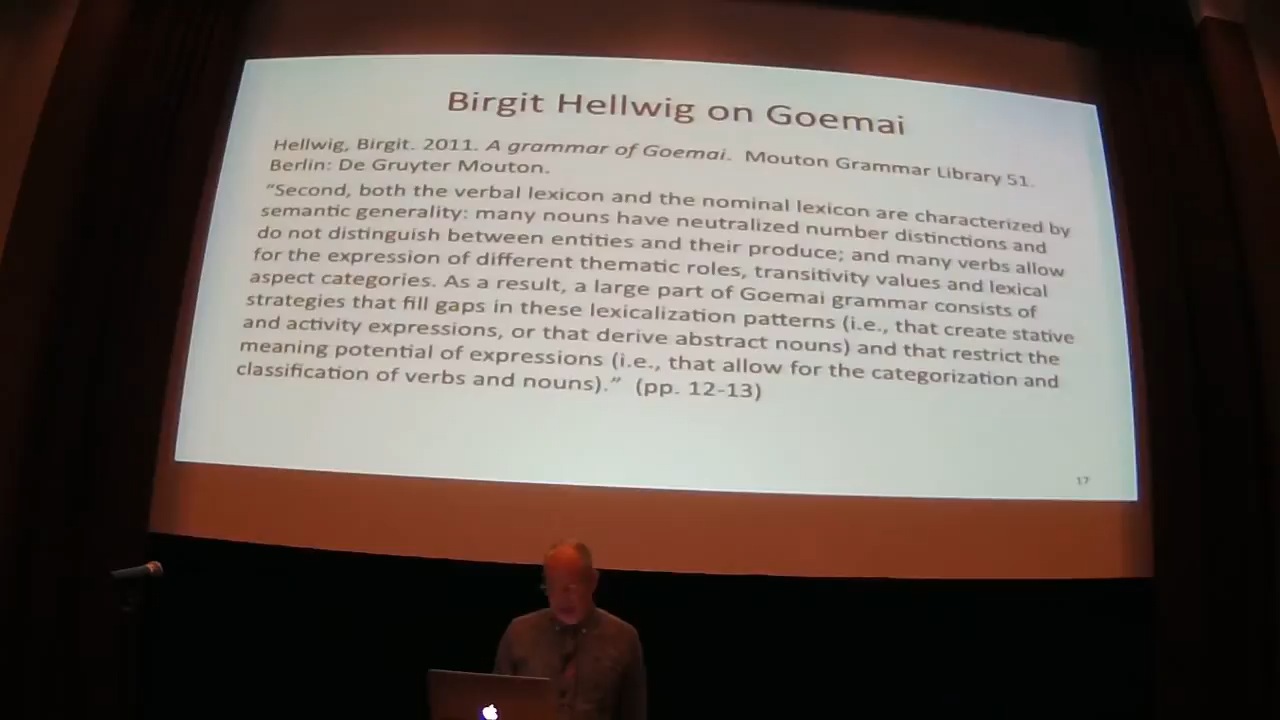 Birgit Hellwig on Goemai
Hellwig, Birgit. 2011. A grammar of Goemai. Mouton Grammar Library 51.
Berlin: De Gruyter Mouton.
“Second, both the verbal lexicon and the nominal lexicon are characterized by
semantic generality: many nouns have neutralized number distinctions and
do not distinguish between entities and their produce; and many verbs allow
for the expression of different thematic roles, transitivity values and lexical
aspect categories. As a result, a large part of Goemai grammar consists of
strategies that fill gaps in these lexicalization patterns (i.e., that create stative
and activity expressions, or that derive abstract nouns) and that restrict the
meaning potential of expressions (i.e., that allow for the categorization and
classification of verbs and nouns).” (pp. 12-13)
17